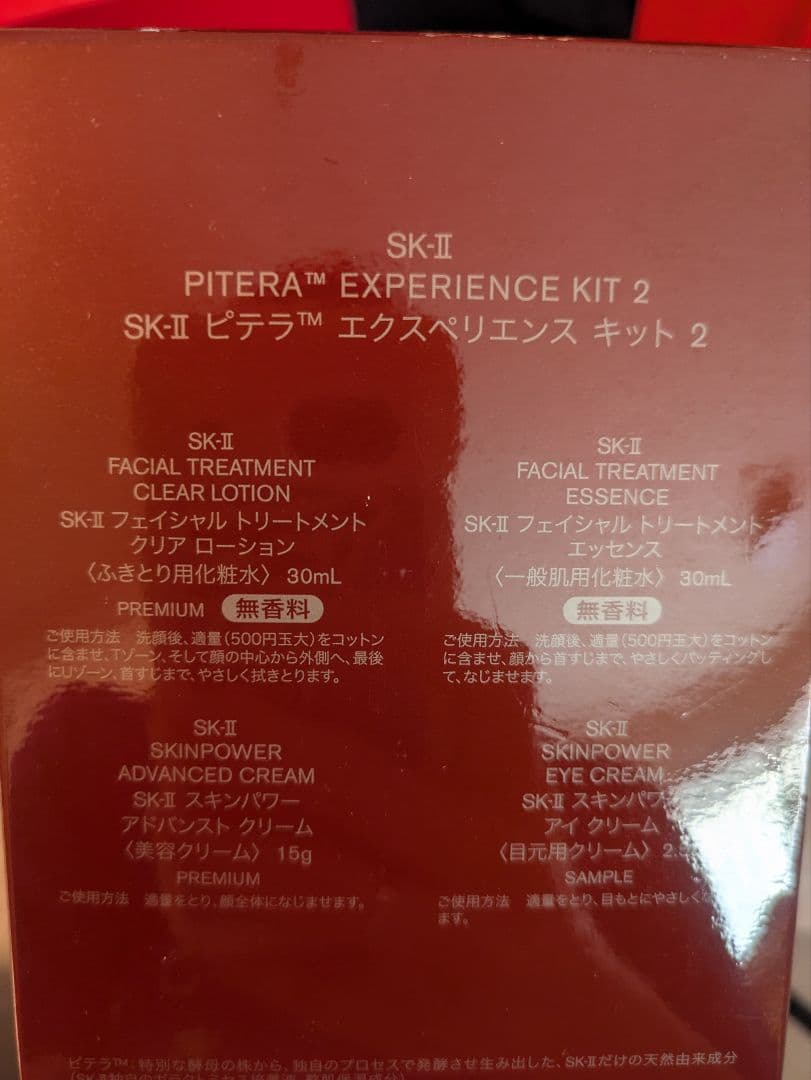 SK-II
PITERA™ EXPERIENCE KIT 2
SK-II ピテラ™ エクスペリエンス キット 2
SK-II
FACIAL TREATMENT
CLEAR LOTION
SK-II フェイシャル トリートメント
クリア ローション
〈ふきとり用化粧水〉 30mL
PREMIUM 無香料
ご使用方法 洗顔後、適量(500円玉大)をコットン
に含ませ、Tゾーン、そして顔の中心から外側へ、最後
にUゾーン、首すじまで、やさしく拭きとります。
SK-II
FACIAL TREATMENT
ESSENCE
SK-II フェイシャル トリートメント
エッセンス
〈一般肌用化粧水〉 30mL
無香料
ご使用方法 洗顔後、適量(500円玉大)をコットン
に含ませ、顔から首すじまで、やさしくパッティングし
て、なじませます。
SK-II
SKINPOWER
ADVANCED CREAM
SK-II スキンパワー
アドバンスト クリーム
〈美容クリーム〉 15g
PREMIUM
ご使用方法 適量をとり、顔全体になじませます。
SK-II
SKINPOWER
EYE CREAM
SK-II スキンパワ
アイ クリーム
〈目元用クリーム〉 2.
SAMPLE
ご使用方法 適量をとり、目もとにやさしくな
ます。
ピテラ™:特別な酵母の株から、独自のプロセスで発酵させ生み出した、SK-IIだけの天然由来成分